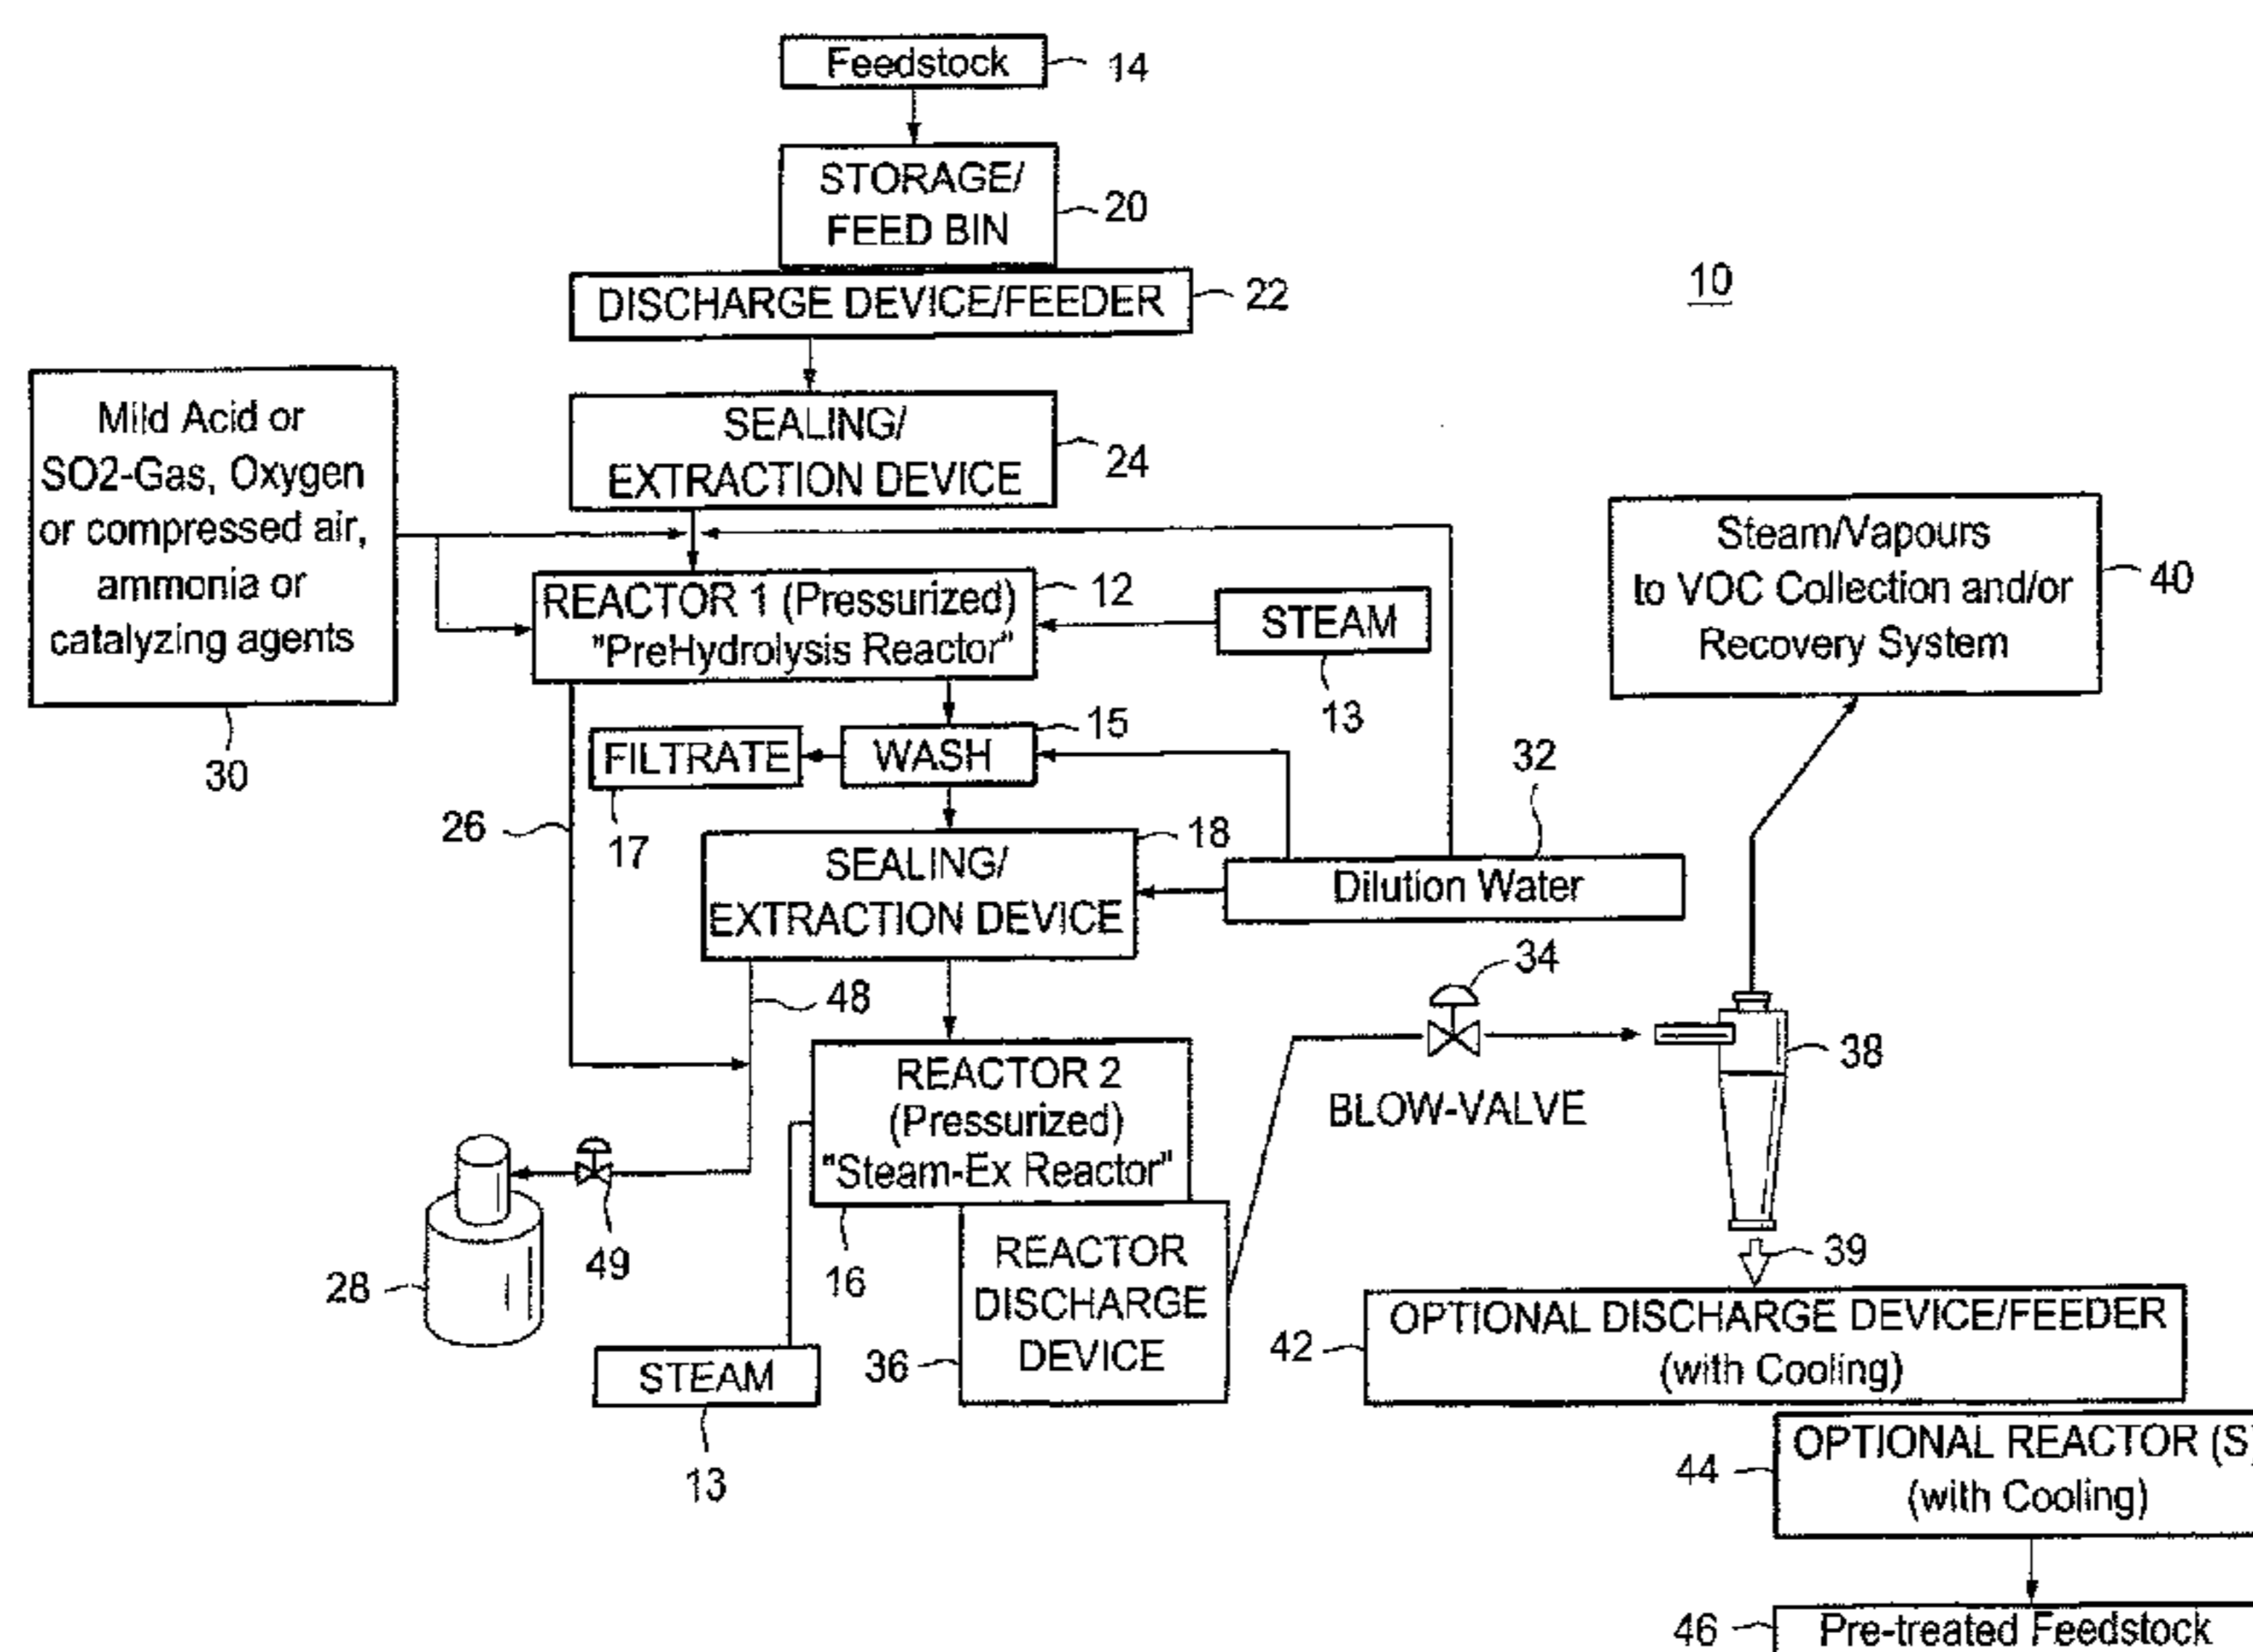 Feedstock
14
STORAGE/
FEED BIN
20
DISCHARGE DEVICE/FEEDER
22
10
SEALING/
EXTRACTION DEVICE
24
Mild Acid or
SO2-Gas, Oxygen
or compressed air,
ammonia or
catalyzing agents
30
REACTOR 1 (Pressurized)
"PreHydrolysis Reactor"
12
STEAM
13
Steam/Vapours
to VOC Collection and/or
Recovery System
40
FILTRATE
17
WASH
15
26
SEALING/
EXTRACTION DEVICE
18
32
Dilution Water
48
34
BLOW-VALVE
38
REACTOR 2
(Pressurized)
"Steam-Ex Reactor"
16
49
28
STEAM
13
REACTOR
DISCHARGE
DEVICE
36
39
OPTIONAL DISCHARGE DEVICE/FEEDER
(with Cooling)
42
OPTIONAL REACTOR (S)
(with Cooling)
44
46
Pre-treated Feedstock